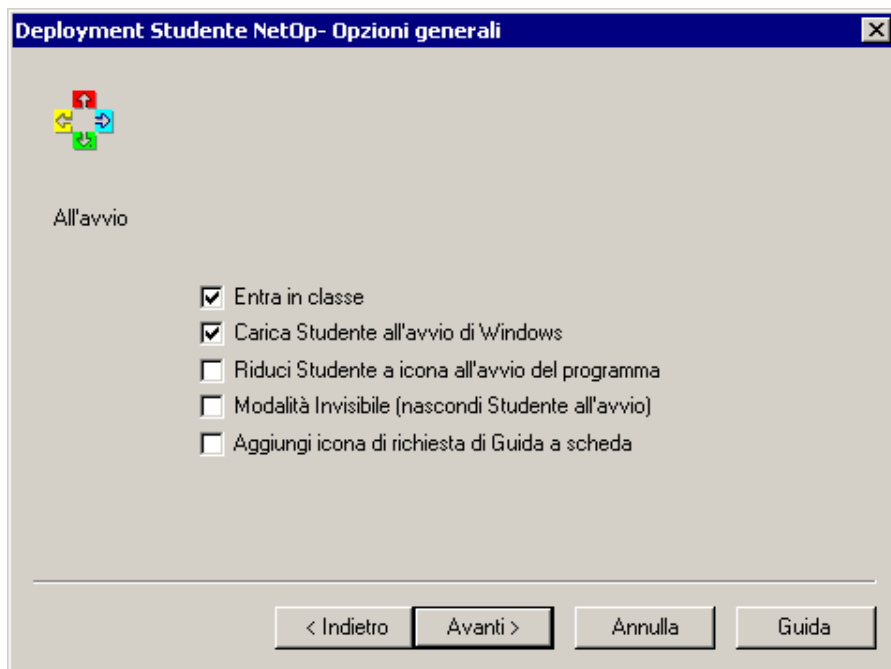 Deployment Studente NetOp- Opzioni generali
All'avvio
Entra in classe
Carica Studente all'avvio di Windows
Riduci Studente a icona all'avvio del programma
Modalità Invisibile (nascondi Studente all'avvio)
Aggiungi icona di richiesta di Guida a scheda
< Indietro Avanti > Annulla Guida